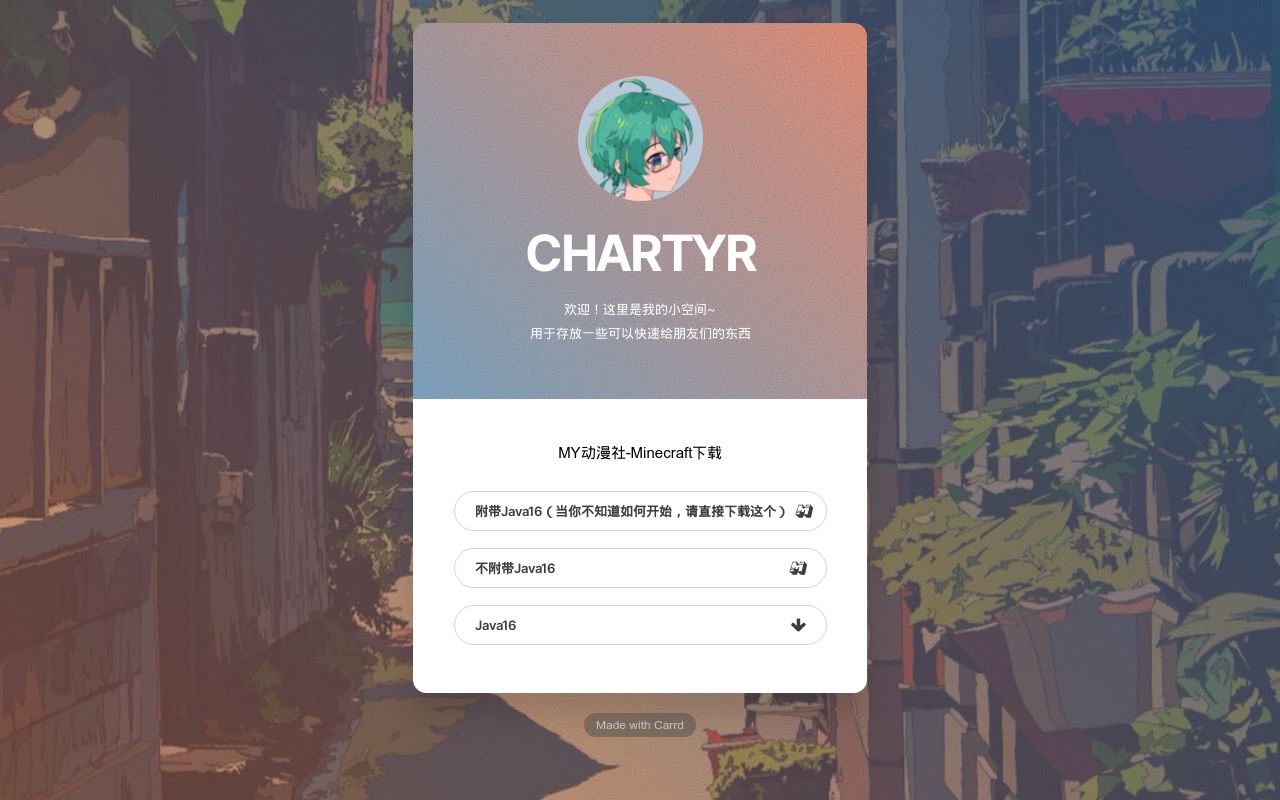 CHARTYR
欢迎！这里是我的小空间~
用于存放一些可以快速给朋友们的东西
MY动漫社-Minecraft下载
附带Java16（当你不知道如何开始，请直接下载这个）
不附带Java16
Java16
Made with Carrd